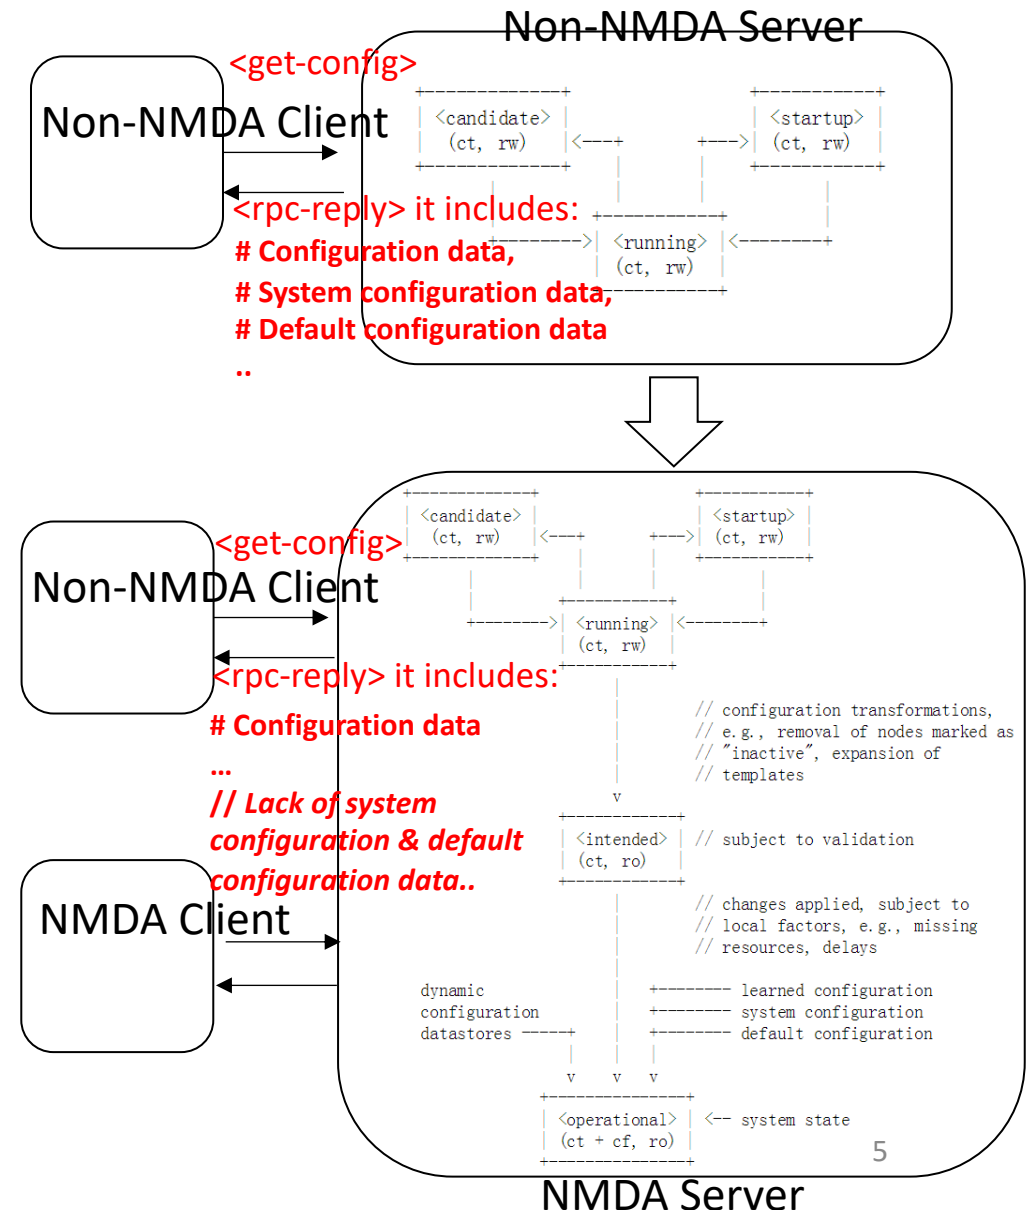 Non-NMDA Server
<get-config>
Non-NMDA Client
<candidate>
(ct, rw)
<startup>
(ct, rw)
<rpc-reply> it includes:
# Configuration data,
# System configuration data,
# Default configuration data
..
<running>
(ct, rw)
<candidate>
(ct, rw)
<startup>
(ct, rw)
<get-config>
Non-NMDA Client
<running>
(ct, rw)
<rpc-reply> it includes:
# Configuration data
...
// Lack of system
configuration & default
configuration data..
// configuration transformations,
// e.g., removal of nodes marked as
// "inactive", expansion of
// templates
v
<intended>
(ct, ro)
// subject to validation
NMDA Client
// changes applied, subject to
// local factors, e.g., missing
// resources, delays
dynamic
configuration
datastores
learned configuration
system configuration
default configuration
v v v
<operational>
(ct + cf, ro)
<-- system state
5
NMDA Server